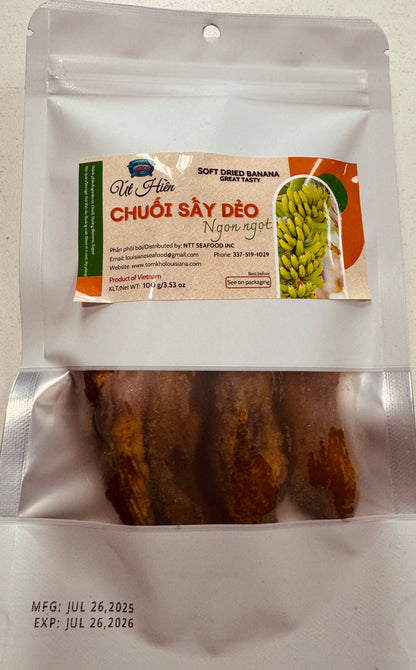 Út Hiền
SOFT DRIED BANANA
GREAT TASTY
CHUỐI SẤY DẺO
Ngon ngọt
Phân phối bởi/Distributed by: NTT SEAFOOD INC
Email: louisianeseafood@gmail.com Phone: 337-519-1029
Website: www.tomkholouisiana.com
Product of Vietnam
KLT/Net WT: 100 g/3.53 oz
Best before
See on packaging
MFG: JUL 26,2025
EXP: JUL 26,2026